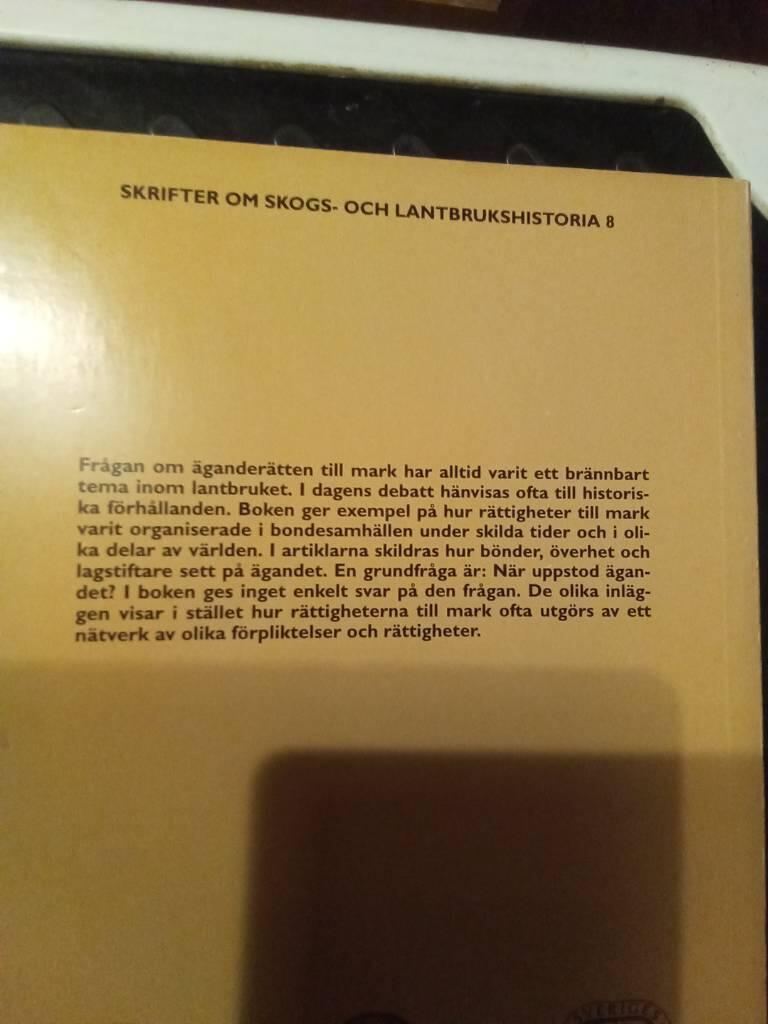 SKRIFTER OM SKOGS- OCH LANTBRUKSHISTORIA 8
Frågan om äganderätten till mark har alltid varit ett brännbart
tema inom lantbruket. I dagens debatt hänvisas ofta till historis-
ka förhållanden. Boken ger exempel på hur rättigheter till mark
varit organiserade i bondesamhällen under skilda tider och i oli-
ka delar av världen. I artiklarna skildras hur bönder, överhet och
lagstiftare sett på ägandet. En grundfråga är: När uppstod ägan-
det? I boken ges inget enkelt svar på den frågan. De olika inläg-
gen visar i stället hur rättigheterna till mark ofta utgörs av ett
nätverk av olika förpliktelser och rättigheter.
SVERIGES